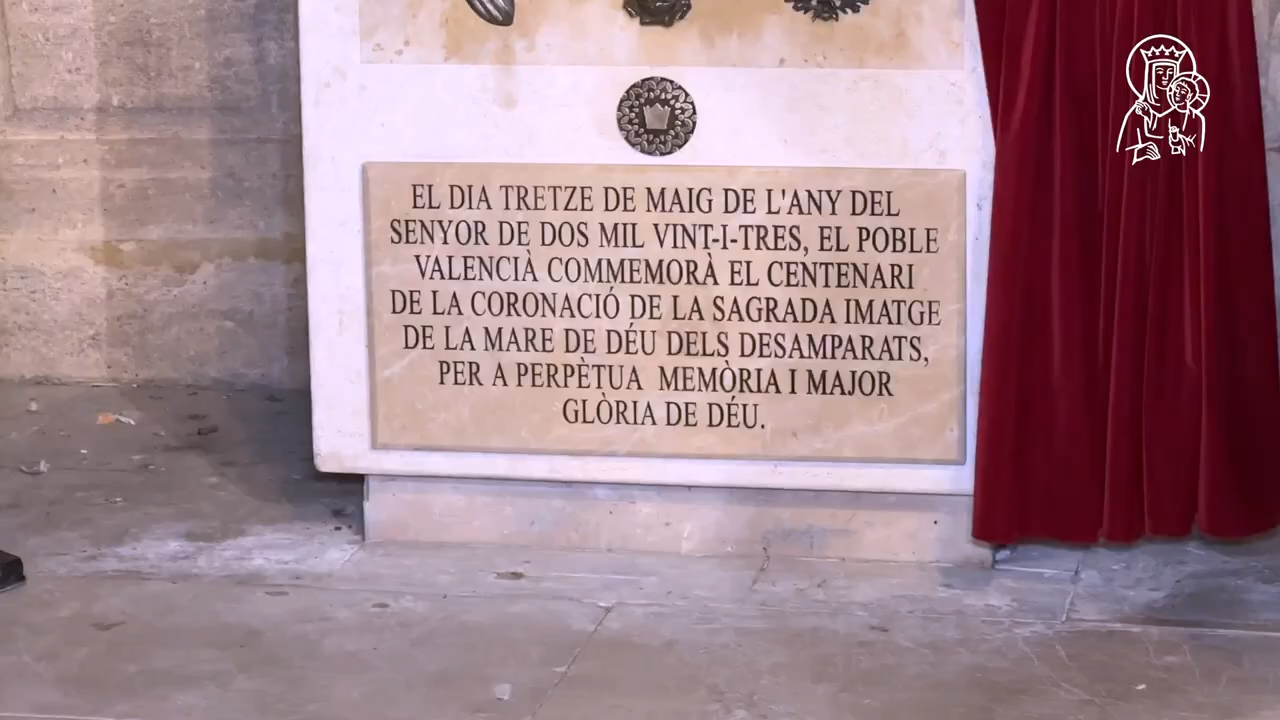 EL DIA TRETZE DE MAIG DE L'ANY DEL
SENYOR DE DOS MIL VINT-I-TRES, EL POBLE
VALENCIÀ COMMEMORÀ EL CENTENARI
DE LA CORONACIÓ DE LA SAGRADA IMATGE
DE LA MARE DE DÉU DELS DESAMPARATS,
PER A PERPÈTUA MEMÒRIA I MAJOR
GLÒRIA DE DÉU.